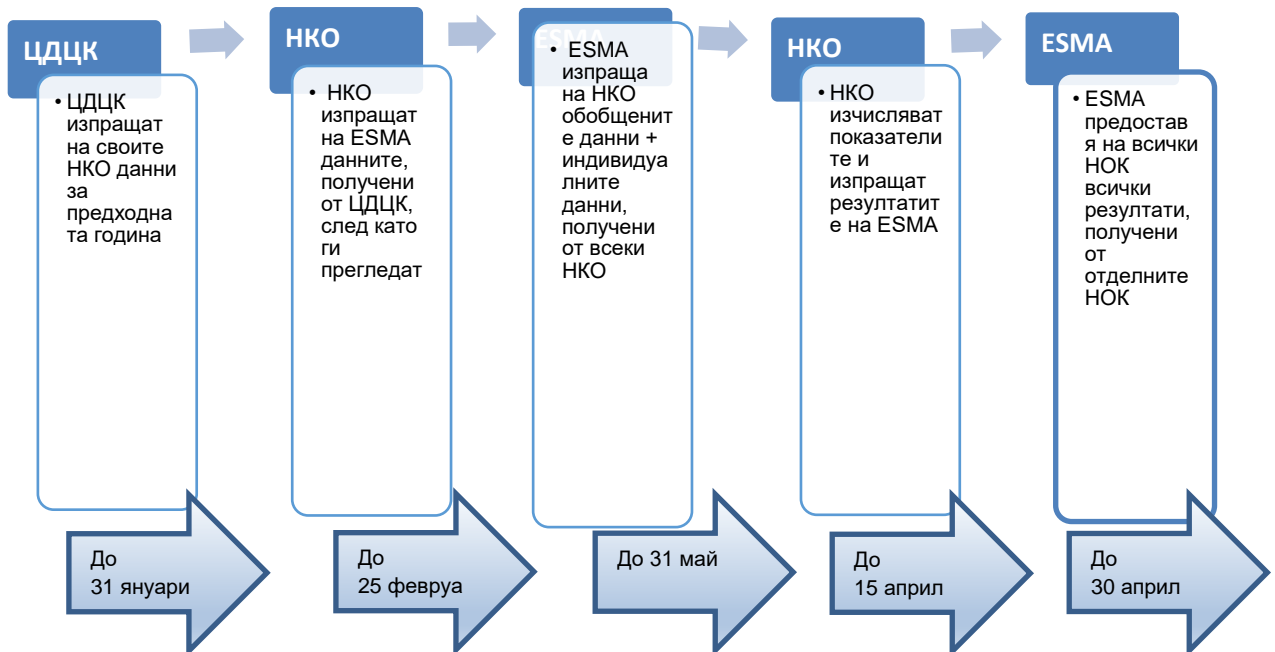 ЦДЦК
• ЦДЦК
изпращат
на своите
НКО данни
за
предходна
та година
До
31 януари
НКО
• НКО
изпращат
на ESMA
данните,
получени
от ЦДЦК,
след като
ги
прегледат
До
25 февруа
ESMA
• ESMA
изпраща
на НКО
обобщенит
е данни +
индивидуа
лните
данни,
получени
от всеки
НКО
До 31 май
НКО
• НКО
изчисляват
показатели
те и
изпращат
резултатит
е на ESMA
До
15 април
ESMA
• ESMA
предостав
я на всички
НОК
всички
резултати,
получени
от
отделните
НОК
До
30 април